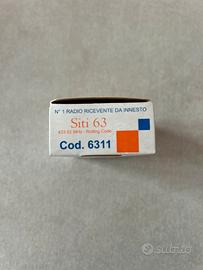 N° 1 RADIO RICEVENTE DA INNESTO
Siti 63
433.92 MHz - Rolling Code
Cod. 6311
subito